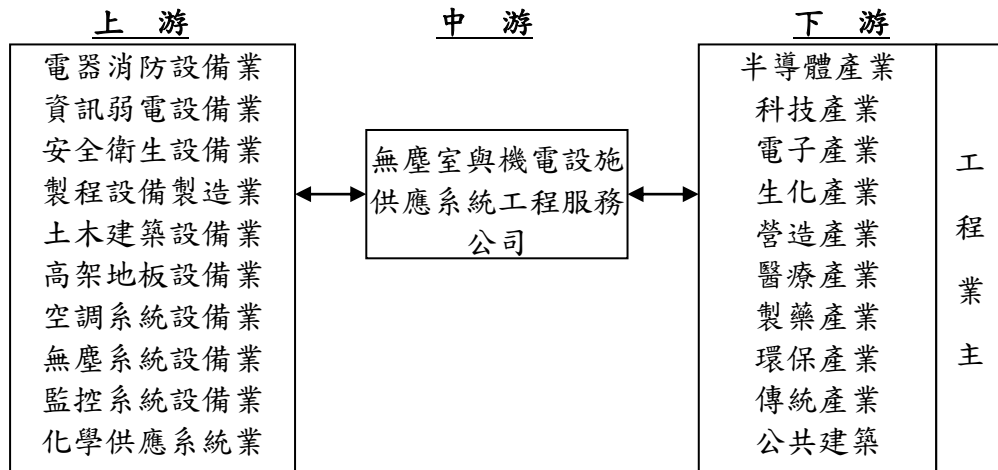 上 游
電器消防設備業
資訊弱電設備業
安全衛生設備業
製程設備製造業
土木建築設備業
高架地板設備業
空調系統設備業
無塵系統設備業
監控系統設備業
化學供應系統業
中 游
無塵室與機電設施
供應系統工程服務
公司
下 游
半導體產業
科技產業
電子產業
生化產業
營造產業
醫療產業
製藥產業
環保產業
傳統產業
公共建築
工程業主